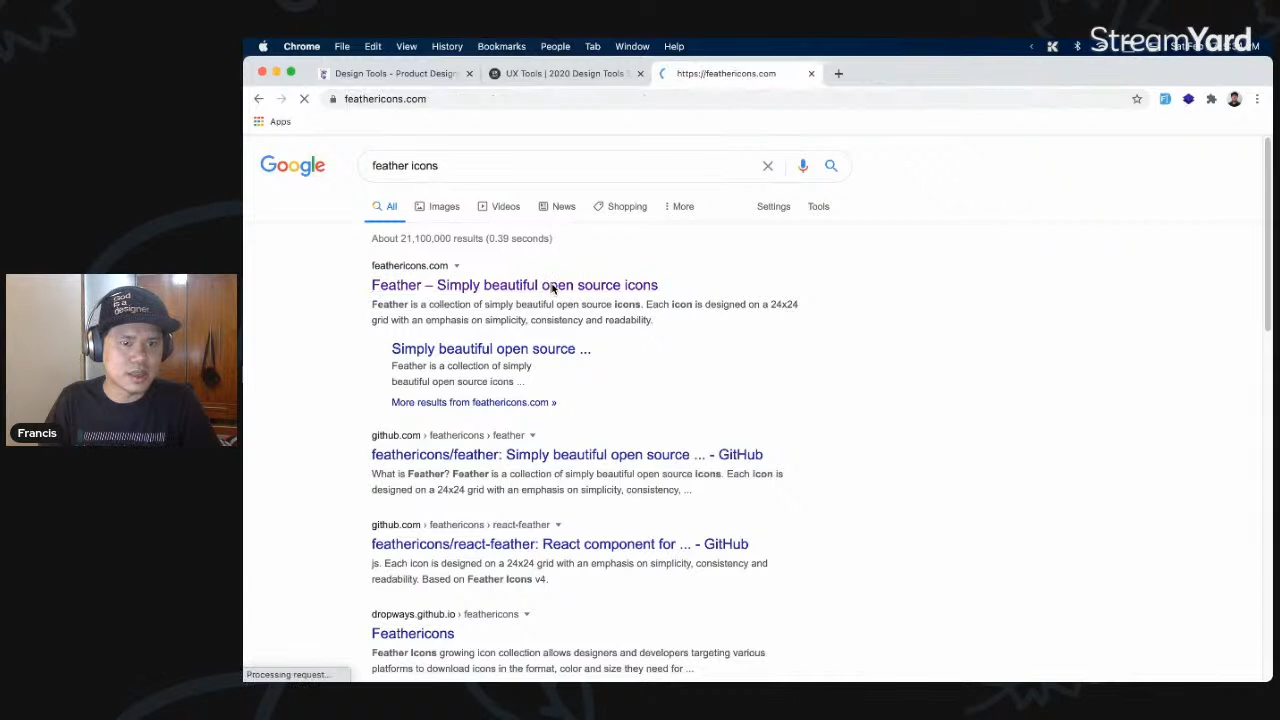 StreamYard
Chrome File Edit View History Bookmarks People Tab Window Help
Design Tools - Product Design
UX Tools | 2020 Design Tools S
https://feathericons.com
feathericons.com
Apps
Google
feather icons
All Images Videos News Shopping More Settings Tools
About 21,100,000 results (0.39 seconds)
feathericons.com
Feather – Simply beautiful open source icons
Feather is a collection of simply beautiful open source icons. Each icon is designed on a 24x24
grid with an emphasis on simplicity, consistency and readability.
Simply beautiful open source ...
Feather is a collection of simply
beautiful open source icons ...
More results from feathericons.com »
github.com › feathericons › feather
feathericons/feather: Simply beautiful open source ... - GitHub
What is Feather? Feather is a collection of simply beautiful open source icons. Each icon is
designed on a 24x24 grid with an emphasis on simplicity, consistency, ...
github.com › feathericons › react-feather
feathericons/react-feather: React component for ... - GitHub
js. Each icon is designed on a 24x24 grid with an emphasis on simplicity, consistency and
readability. Based on Feather Icons v4.
dropways.github.io › feathericons
Feathericons
Feather Icons growing icon collection allows designers and developers targeting various
platforms to download icons in the format, color and size they need for ...
Processing request...
God
is a
designer
Francis